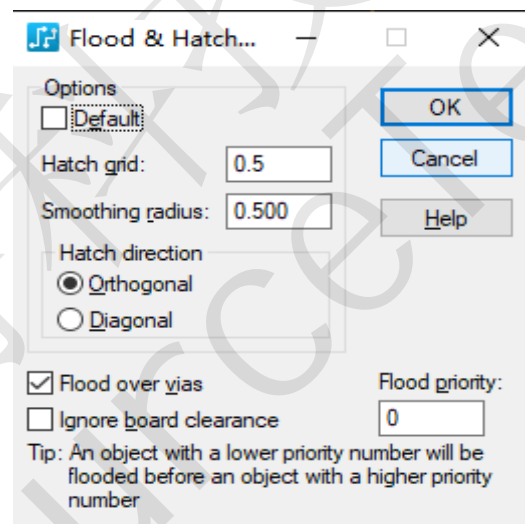 Flood & Hatch...
Options
Default
OK
Hatch grid:
0.5
Cancel
Smoothing radius:
0.500
Help
Hatch direction
Orthogonal
Diagonal
Flood over vias
Flood priority:
Ignore board clearance
0
Tip: An object with a lower priority number will be
flooded before an object with a higher priority
number